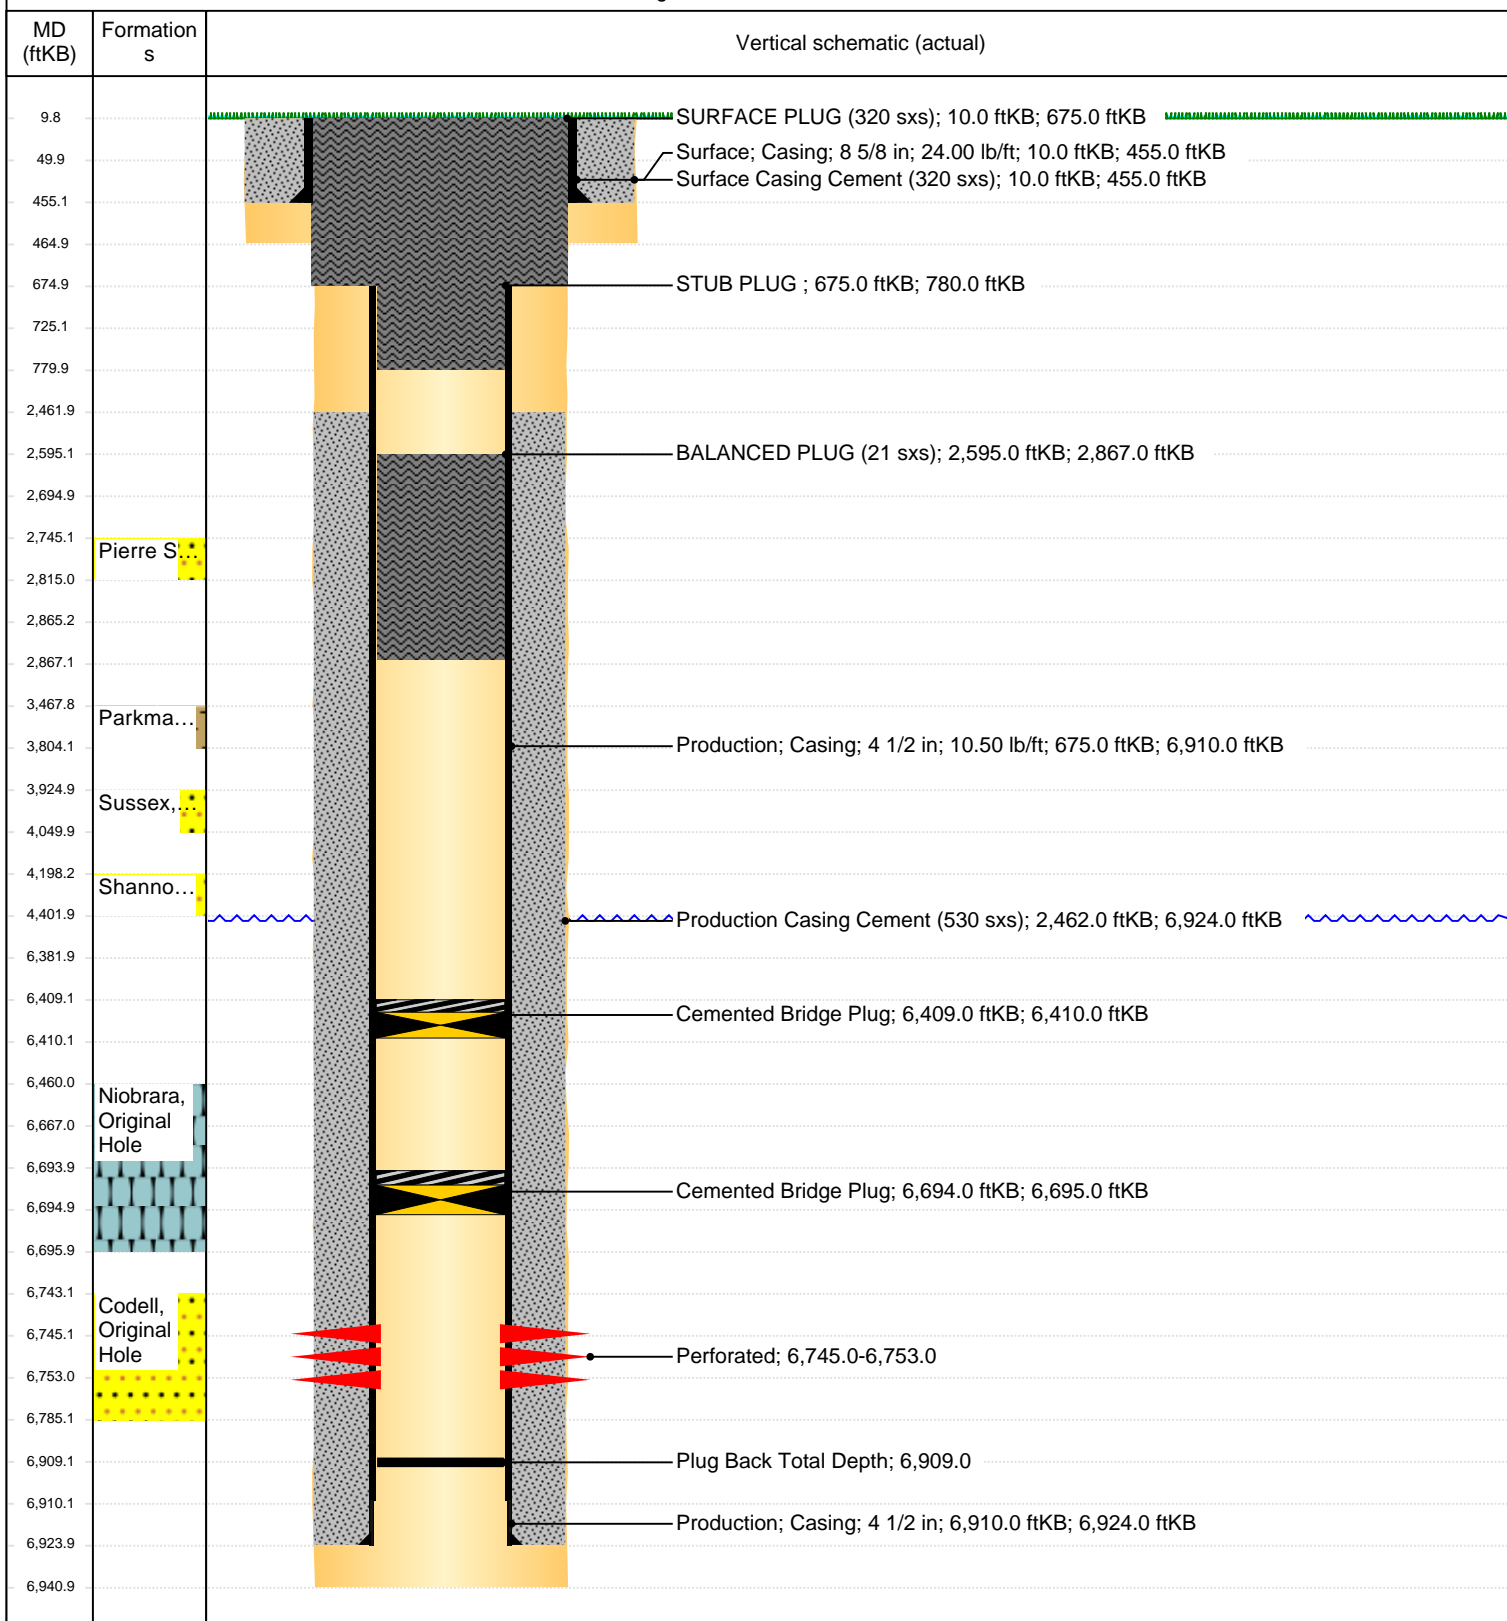 MD
(ftKB)
Formation
s
Vertical schematic (actual)
9.8
SURFACE PLUG (320 sxs); 10.0 ftKB; 675.0 ftKB
49.9
Surface; Casing; 8 5/8 in; 24.00 lb/ft; 10.0 ftKB; 455.0 ftKB
Surface Casing Cement (320 sxs); 10.0 ftKB; 455.0 ftKB
455.1
464.9
674.9
STUB PLUG ; 675.0 ftKB; 780.0 ftKB
725.1
779.9
2,461.9
2,595.1
BALANCED PLUG (21 sxs); 2,595.0 ftKB; 2,867.0 ftKB
2,694.9
2,745.1
Pierre S…
2,815.0
2,865.2
2,867.1
3,467.8
Parkma…
3,804.1
Production; Casing; 4 1/2 in; 10.50 lb/ft; 675.0 ftKB; 6,910.0 ftKB
3,924.9
Sussex,…
4,049.9
4,198.2
Shanno…
4,401.9
Production Casing Cement (530 sxs); 2,462.0 ftKB; 6,924.0 ftKB
6,381.9
6,409.1
Cemented Bridge Plug; 6,409.0 ftKB; 6,410.0 ftKB
6,410.1
6,460.0
Niobrara,
Original
Hole
6,667.0
6,693.9
Cemented Bridge Plug; 6,694.0 ftKB; 6,695.0 ftKB
6,694.9
6,695.9
6,743.1
Codell,
Original
Hole
6,745.1
Perforated; 6,745.0-6,753.0
6,753.0
6,785.1
6,909.1
Plug Back Total Depth; 6,909.0
6,910.1
Production; Casing; 4 1/2 in; 6,910.0 ftKB; 6,924.0 ftKB
6,923.9
6,940.9